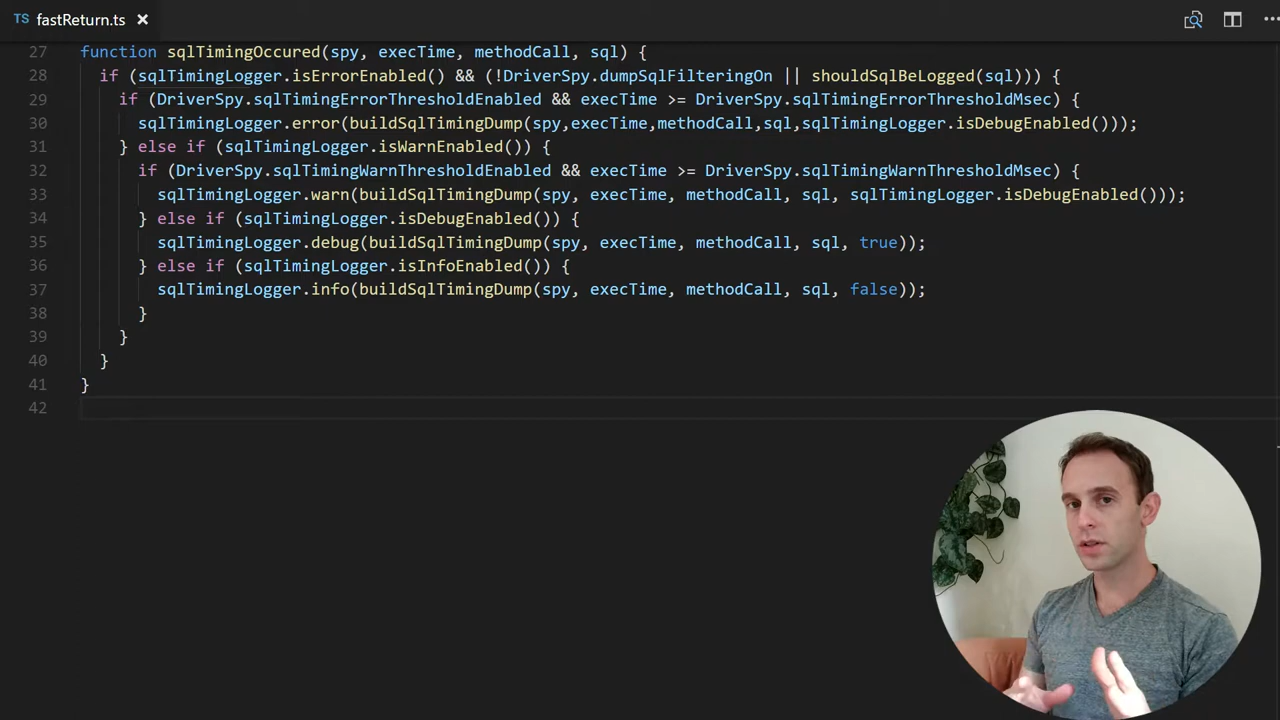 TS fastReturn.ts ×
27 function sqlTimingOccured(spy, execTime, methodCall, sql) {
28 if (sqlTimingLogger.isErrorEnabled() && (!DriverSpy.dumpSqlFilteringOn || shouldSqlBeLogged(sql))) {
29 if (DriverSpy.sqlTimingErrorThresholdEnabled && execTime >= DriverSpy.sqlTimingErrorThresholdMsec) {
30 sqlTimingLogger.error(buildSqlTimingDump(spy,execTime,methodCall,sql,sqlTimingLogger.isDebugEnabled()));
31 } else if (sqlTimingLogger.isWarnEnabled()) {
32 if (DriverSpy.sqlTimingWarnThresholdEnabled && execTime >= DriverSpy.sqlTimingWarnThresholdMsec) {
33 sqlTimingLogger.warn(buildSqlTimingDump(spy, execTime, methodCall, sql, sqlTimingLogger.isDebugEnabled()));
34 } else if (sqlTimingLogger.isDebugEnabled()) {
35 sqlTimingLogger.debug(buildSqlTimingDump(spy, execTime, methodCall, sql, true));
36 } else if (sqlTimingLogger.isInfoEnabled()) {
37 sqlTimingLogger.info(buildSqlTimingDump(spy, execTime, methodCall, sql, false));
38 }
39 }
40 }
41 }
42